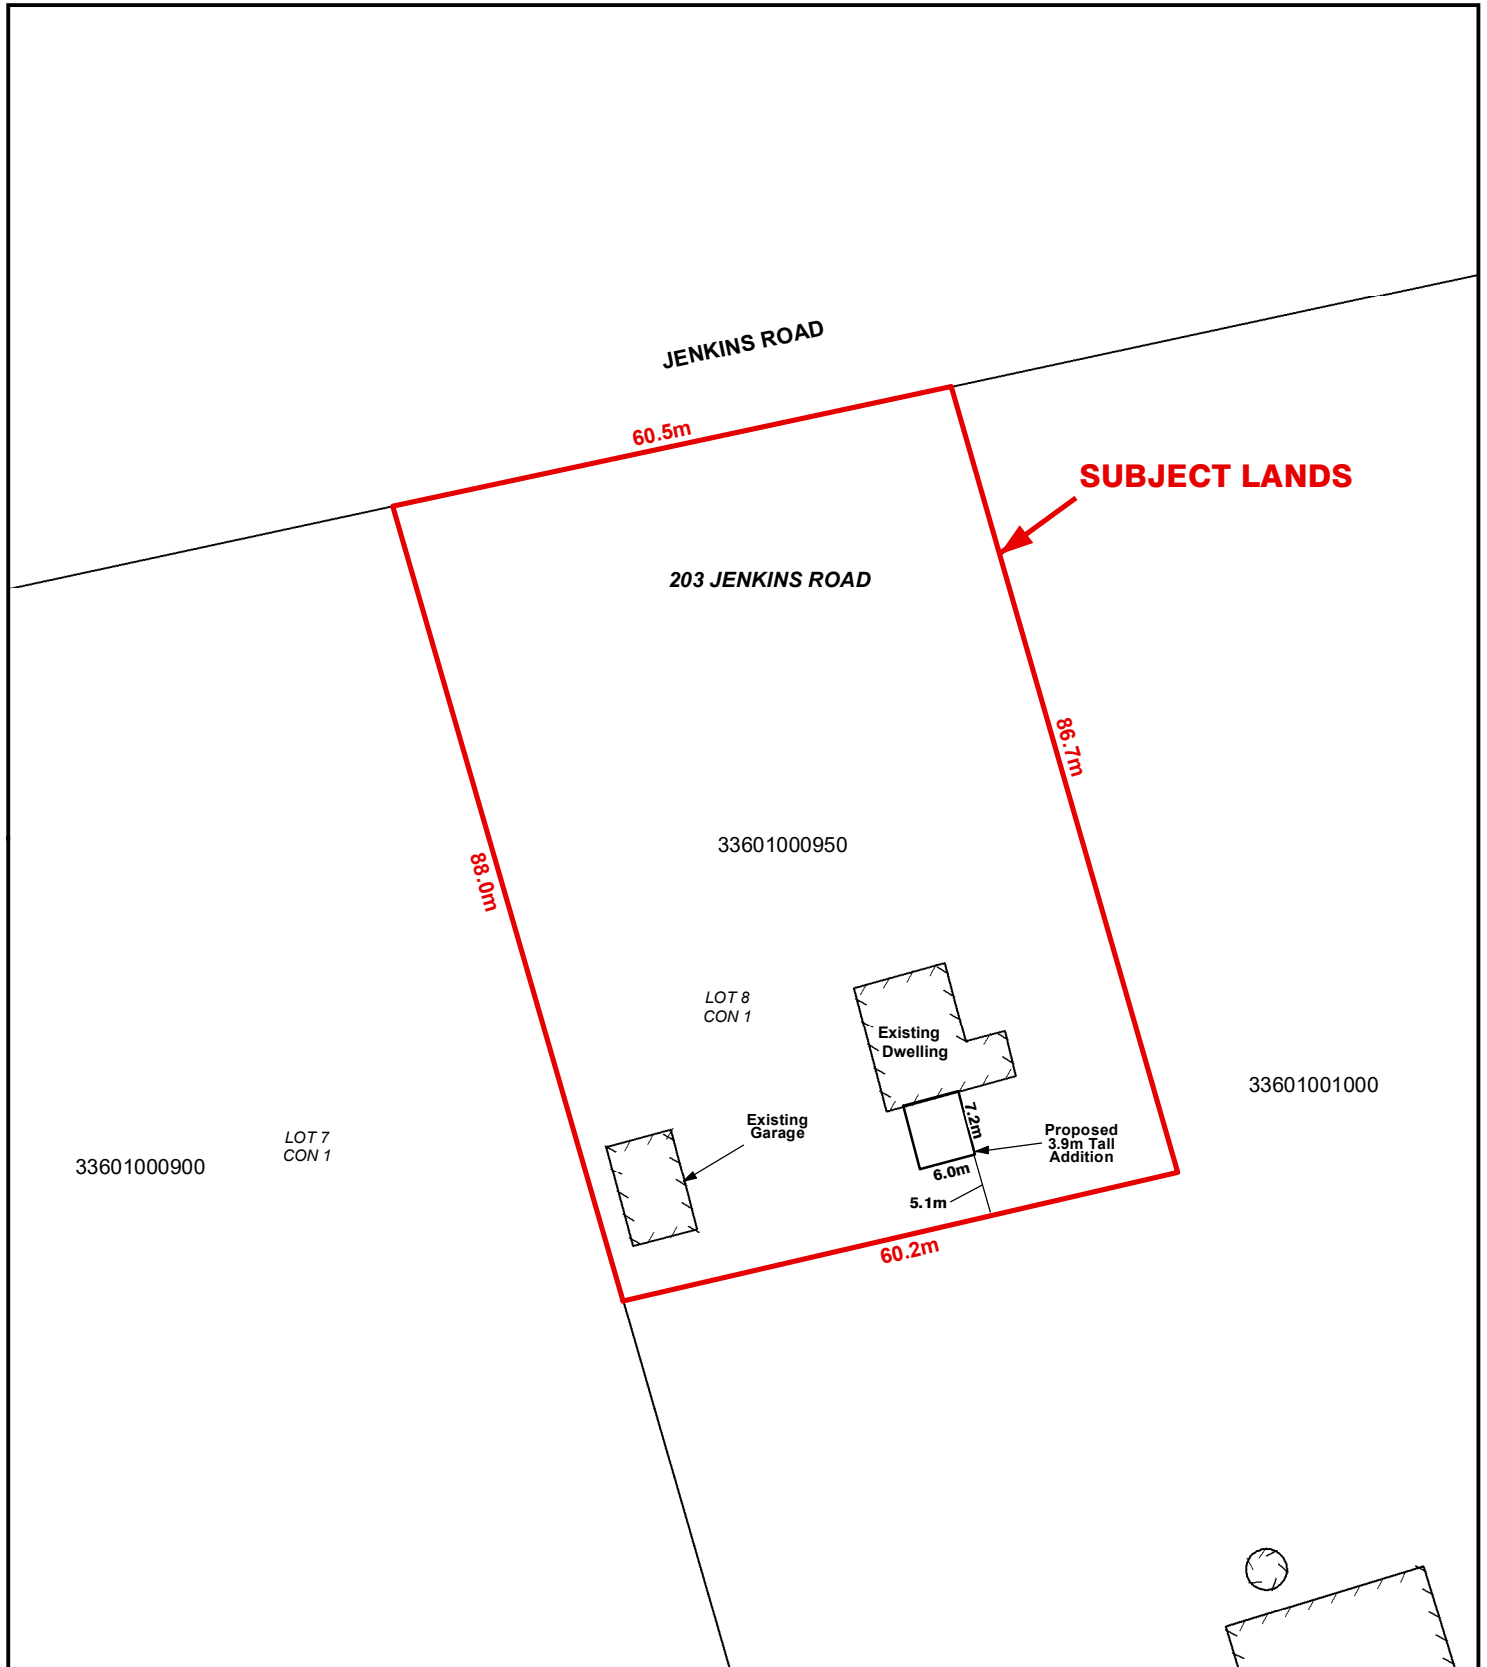 JENKINS ROAD
60.5m
SUBJECT LANDS
203 JENKINS ROAD
86.7m
33601000950
88.0m
LOT 8
CON 1
Existing
Dwelling
33601001000
7.2m
Existing
Garage
Proposed
3.9m Tall
Addition
LOT 7
CON 1
33601000900
6.0m
5.1m
60.2m